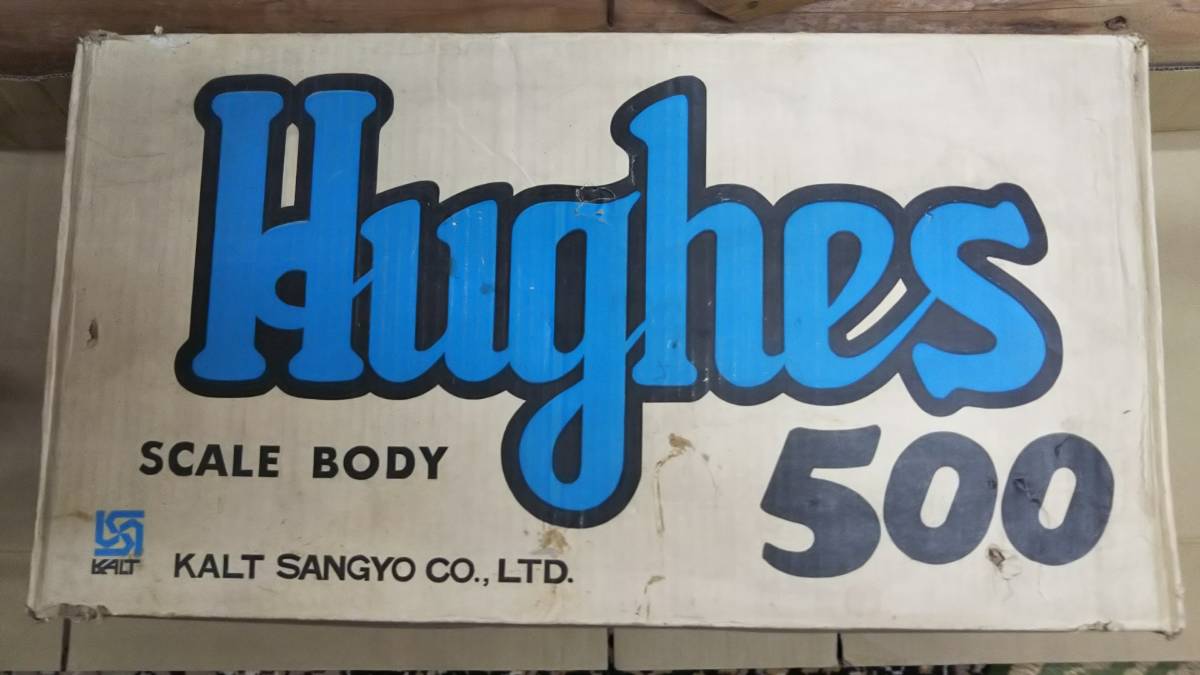 Hughes
500
SCALE BODY
KALT
KALT SANGYO CO., LTD.